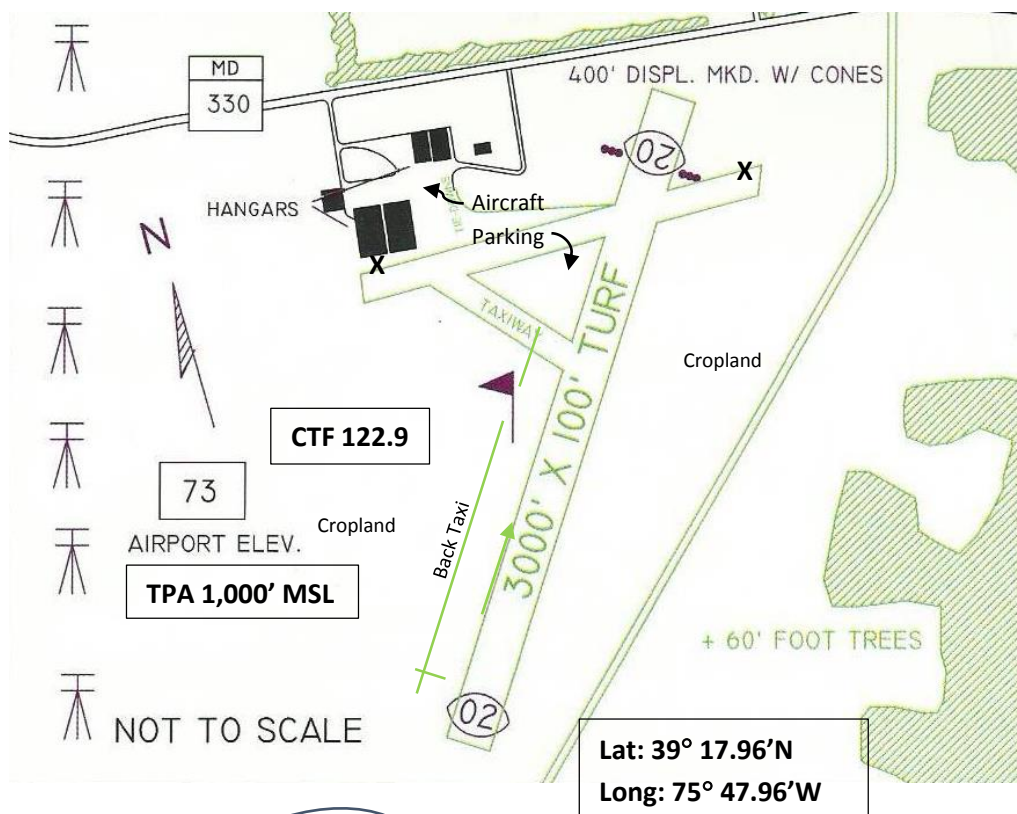 MD
330
400' DISPL. MKD. W/ CONES
20
X
Aircraft
Parking
HANGARS
TIE-DOWNS
X
N
TAXIWAY
3000' X 100' TURF
Cropland
CTF 122.9
73
AIRPORT ELEV.
Cropland
Back Taxi
TPA 1,000’ MSL
+ 60' FOOT TREES
02
NOT TO SCALE
Lat: 39° 17.96’N
Long: 75° 47.96’W